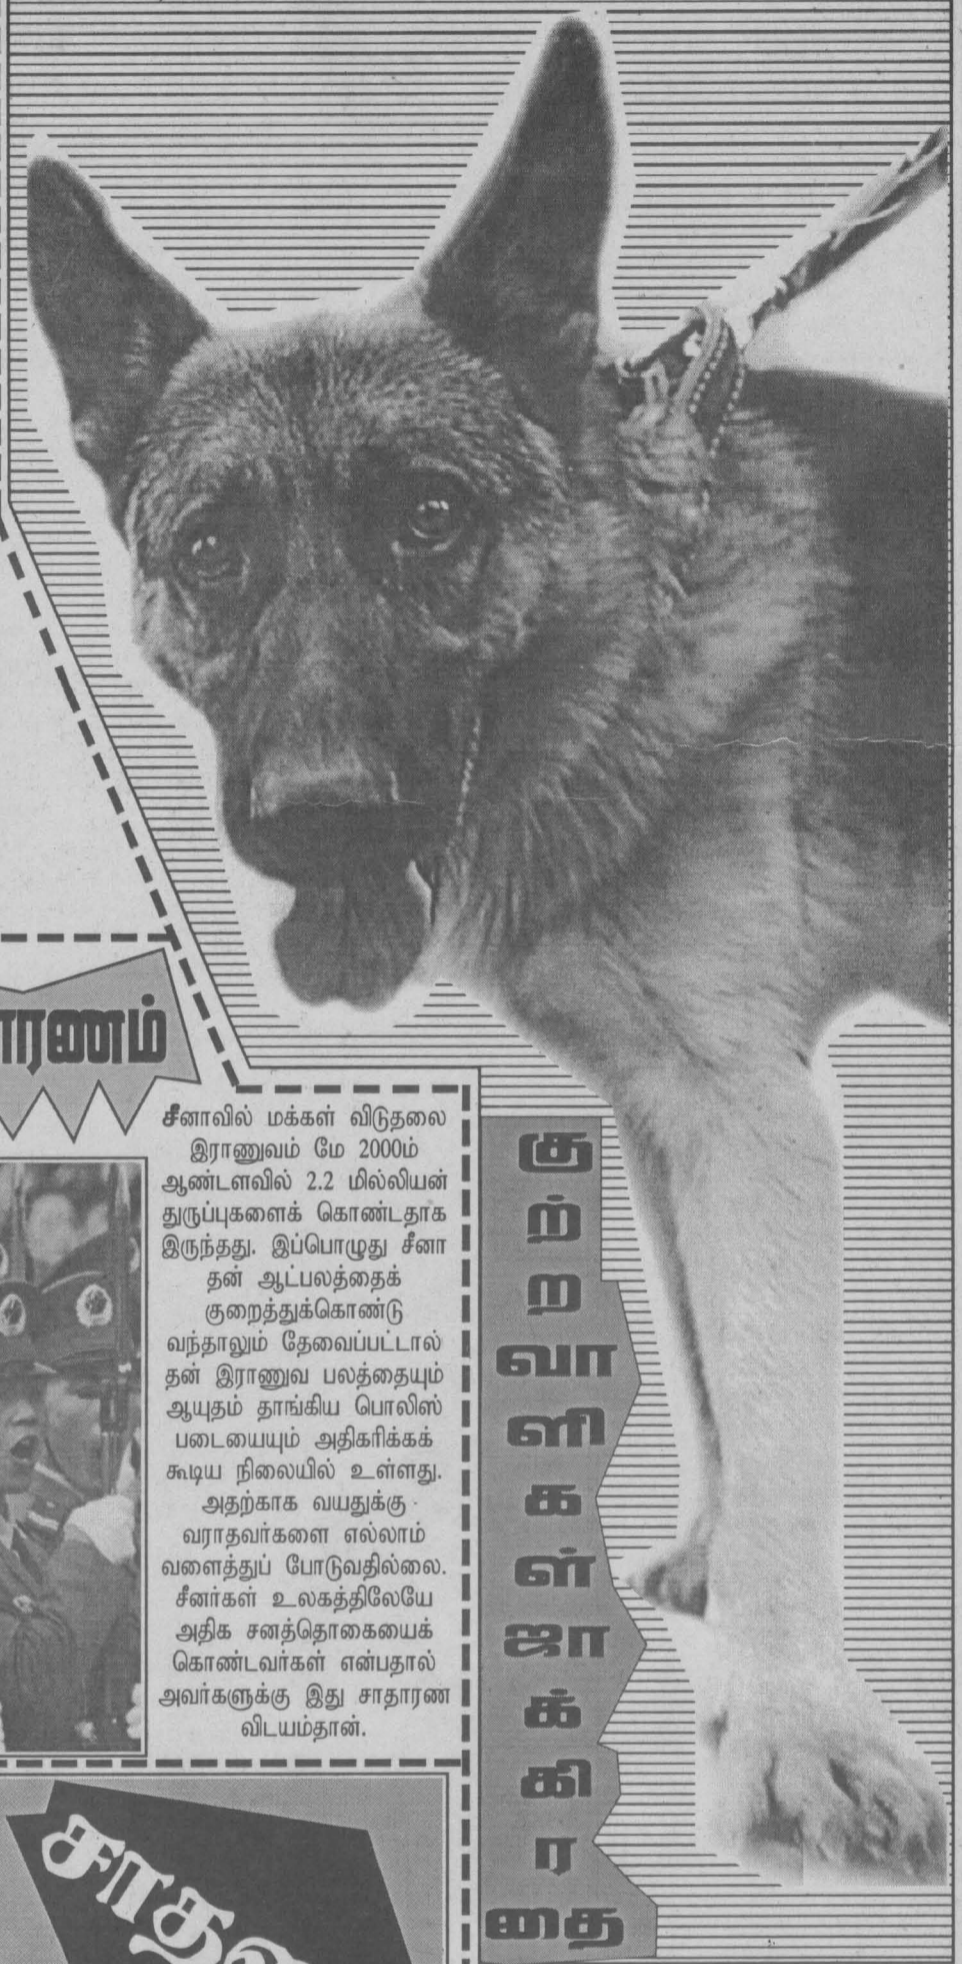 ாரணம்
சீனாவில் மக்கள் விடுதலை
இராணுவம் மே 2000ம்
ஆண்டளவில் 2.2 மில்லியன்
துருப்புகளைக் கொண்டதாக
இருந்தது. இப்பொழுது சீனா
தன் ஆட்பலத்தைக்
குறைத்துக்கொண்டு
வந்தாலும் தேவைப்பட்டால்
தன் இராணுவ பலத்தையும்
ஆயுதம் தாங்கிய பொலிஸ்
படையையும் அதிகரிக்கக்
கூடிய நிலையில் உள்ளது.
அதற்காக வயதுக்கு
வராதவர்களை எல்லாம்
வளைத்துப் போடுவதில்லை.
சீனர்கள் உலகத்திலேயே
அதிக சனத்தொகையைக்
கொண்டவர்கள் என்பதால்
அவர்களுக்கு இது சாதாரண
விடயம்தான்.
கு
ற்
ற
வா
ளி
க
ள்
ஜா
க்
கி
ர
தை